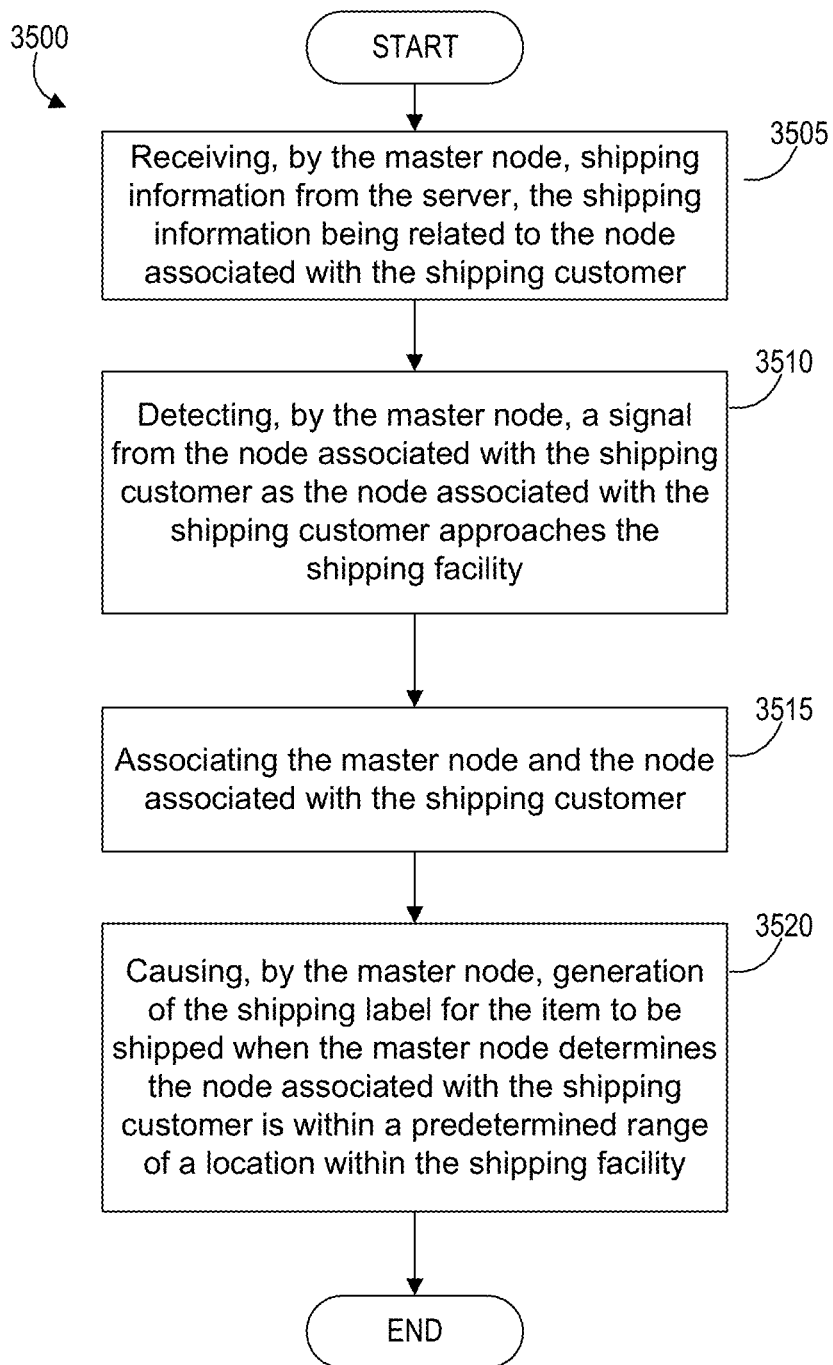 START
3500
3505
Receiving, by the master node, shipping
information from the server, the shipping
information being related to the node
associated with the shipping customer
3510
Detecting, by the master node, a signal
from the node associated with the shipping
customer as the node associated with the
shipping customer approaches the
shipping facility
3515
Associating the master node and the node
associated with the shipping customer
3520
Causing, by the master node, generation
of the shipping label for the item to be
shipped when the master node determines
the node associated with the shipping
customer is within a predetermined range
of a location within the shipping facility
END